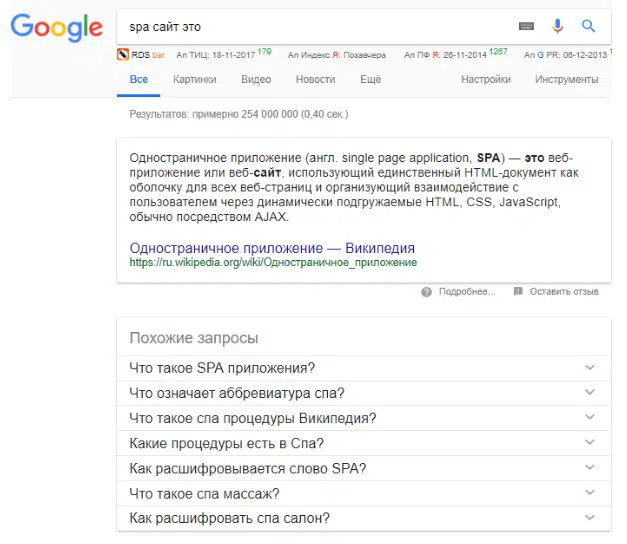 Google
spa сайт это
RDS.bar Ап ТИЦ: 18-11-2017 179 Ап Индекс Я: Позавчера Ап ПФ Я: 26-11-2014 1267 Ап G PR: 06-12-2013
Все Картинки Видео Новости Ещё Настройки Инструменты
Результатов: примерно 254 000 000 (0,40 сек.)
Одностраничное приложение (англ. single page application, SPA) — это веб-
приложение или веб-сайт, использующий единственный HTML-документ как
оболочку для всех веб-страниц и организующий взаимодействие с
пользователем через динамически подгружаемые HTML, CSS, JavaScript,
обычно посредством AJAX.
Одностраничное приложение — Википедия
https://ru.wikipedia.org/wiki/Одностраничное_приложение
Подробнее... Оставить отзыв
Похожие запросы
Что такое SPA приложения?
Что означает аббревиатура спа?
Что такое спа процедуры Википедия?
Какие процедуры есть в Спа?
Как расшифровывается слово SPA?
Что такое спа массаж?
Как расшифровать спа салон?